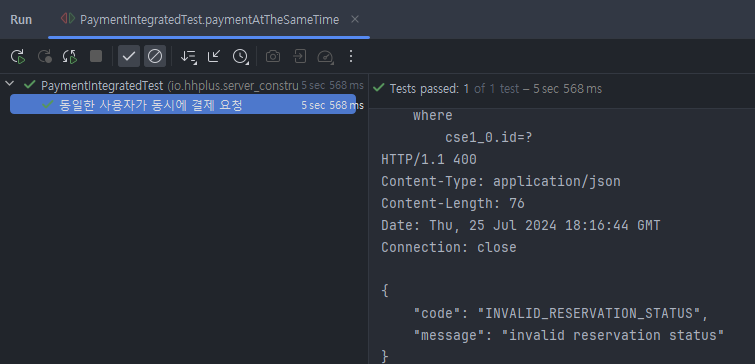 Run
PaymentIntegratedTest.paymentAtTheSameTime
PaymentIntegratedTest (io.hhplus.server_constru 5 sec 568 ms
동일한 사용자가 동시에 결제 요청 5 sec 568 ms
Tests passed: 1 of 1 test – 5 sec 568 ms
where
cse1_0.id=?
HTTP/1.1 400
Content-Type: application/json
Content-Length: 76
Date: Thu, 25 Jul 2024 18:16:44 GMT
Connection: close
{
"code": "INVALID_RESERVATION_STATUS",
"message": "invalid reservation status"
}